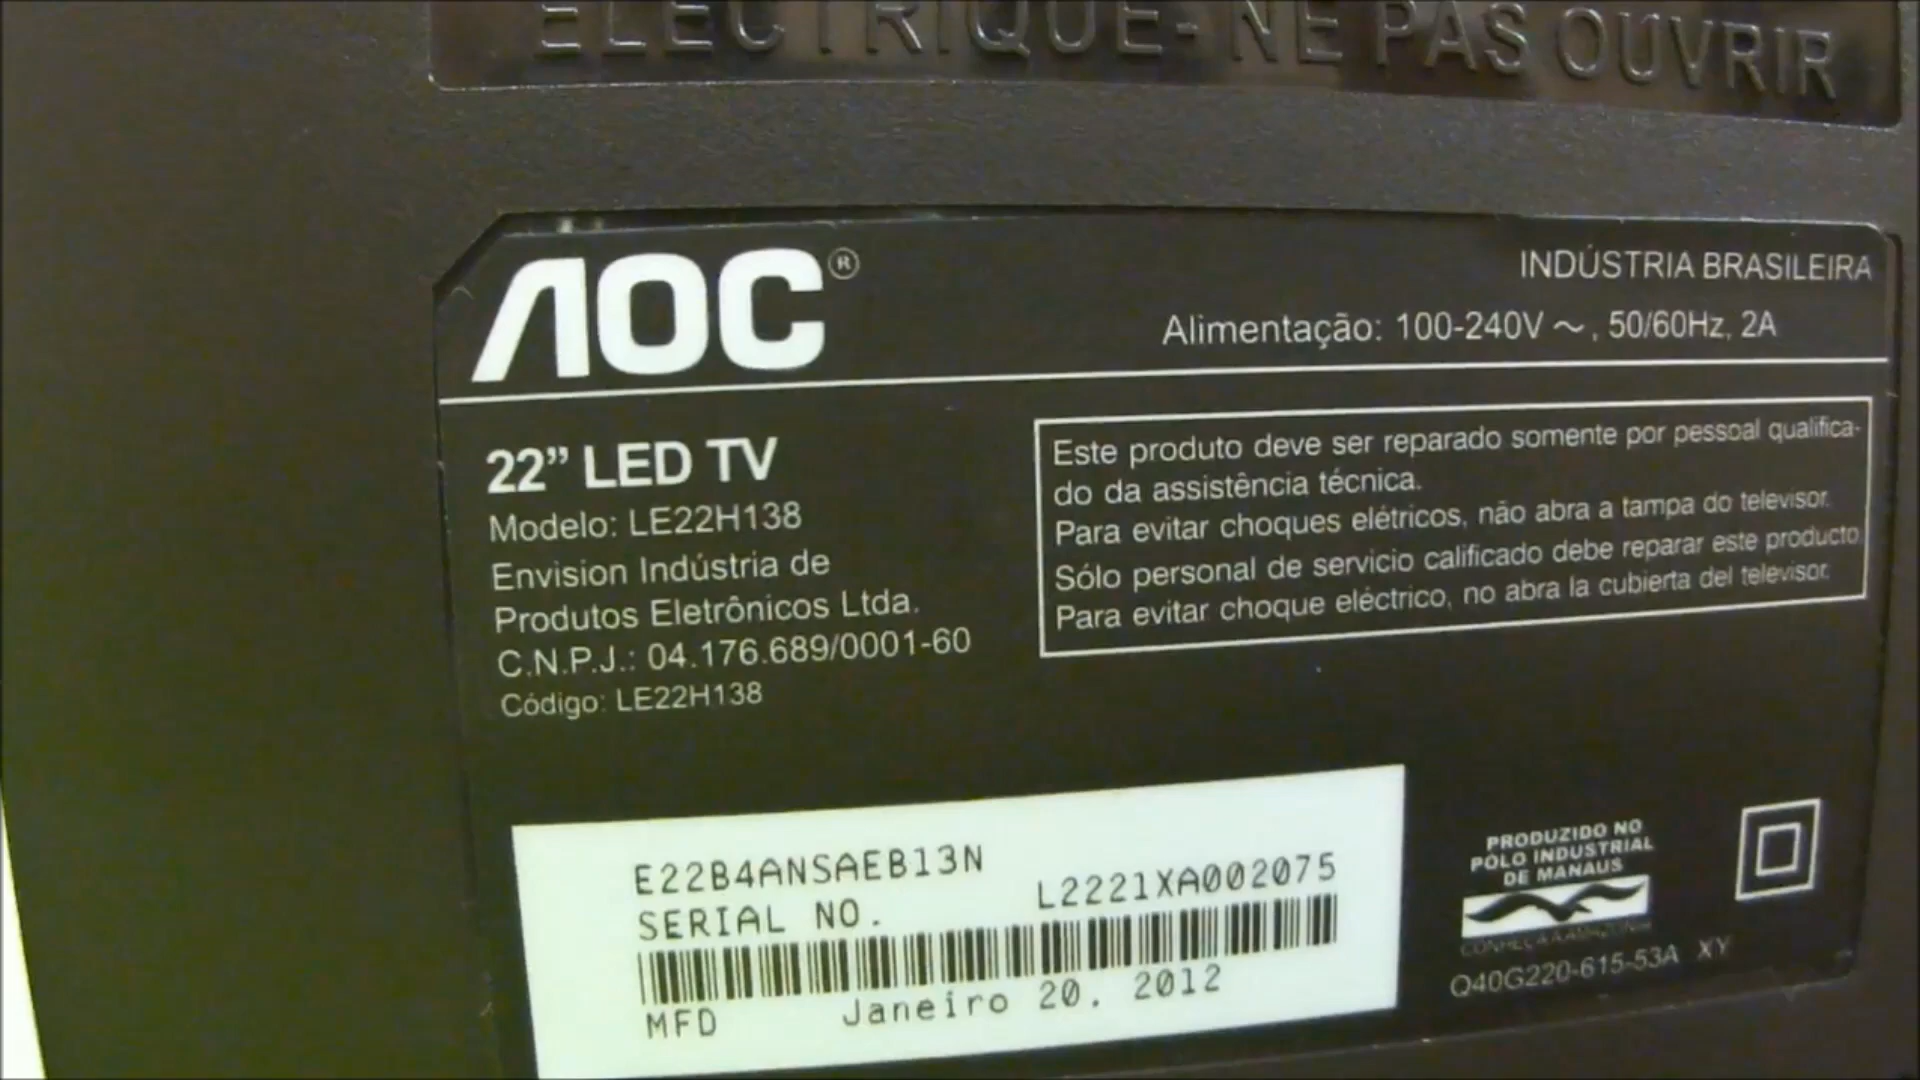 ELECTRIQUE-NE PAS OUVRIR
AOC®
INDÚSTRIA BRASILEIRA
Alimentação: 100-240V ~ , 50/60Hz, 2A
22” LED TV
Modelo: LE22H138
Envision Indústria de
Produtos Eletrônicos Ltda.
C.N.P.J.: 04.176.689/0001-60
Código: LE22H138
Este produto deve ser reparado somente por pessoal qualifica-
do da assistência técnica.
Para evitar choques elétricos, não abra a tampa do televisor.
Sólo personal de servicio calificado debe reparar este producto.
Para evitar choque eléctrico, no abra la cubierta del televisor.
E22B4ANSAEB13N
SERIAL NO. L2221XA002075
MFD Janeiro 20. 2012
PRODUZIDO NO
PÓLO INDUSTRIAL
DE MANAUS
CONHEÇA A AMAZÔNIA
Q40G220-615-53A XY